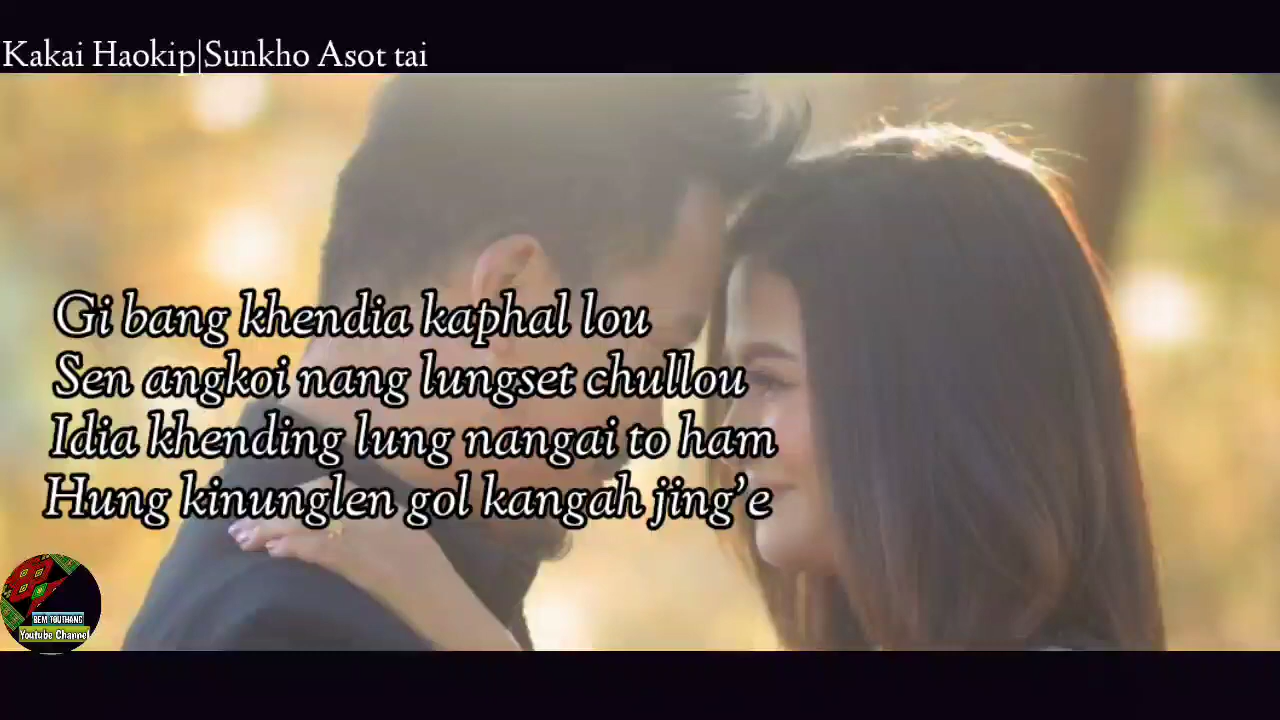 Kakai Haokip|Sunkho Asot tai
Gi bang khendia kaphal lou
Sen angkoi nang lungset chullou
Idia khending lung nangai to ham
Hung kinunglen gol kangah jing'e
BEM TOUTHANG
Youtube Channel